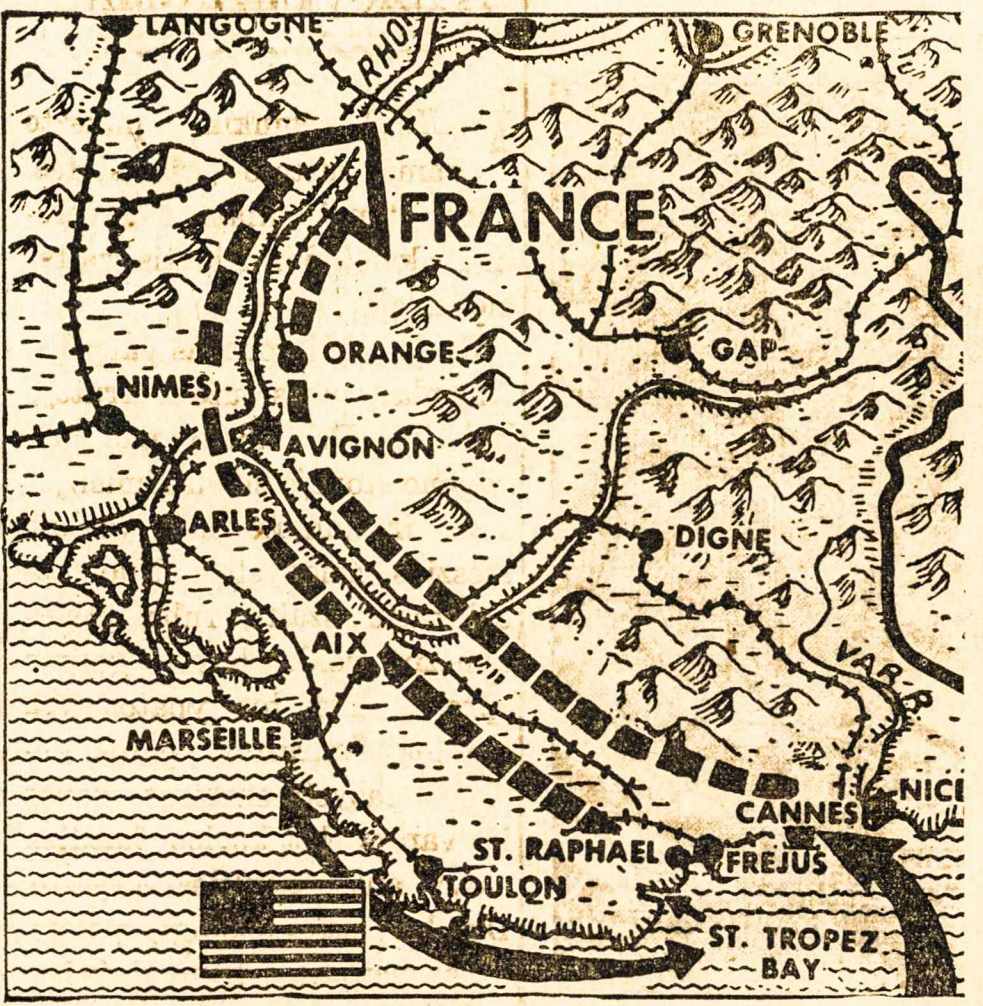 LANGOGNE
RHO
GRENOBLE
FRANCE
ORANGE
GAP
NIMES
AVIGNON
ARLES
DIGNE
AIX
VAR-R
MARSEILLE
NICE
CANNES
ST. RAPHAEL
FREJUS
TOULON
ST. TROPEZ
BAY